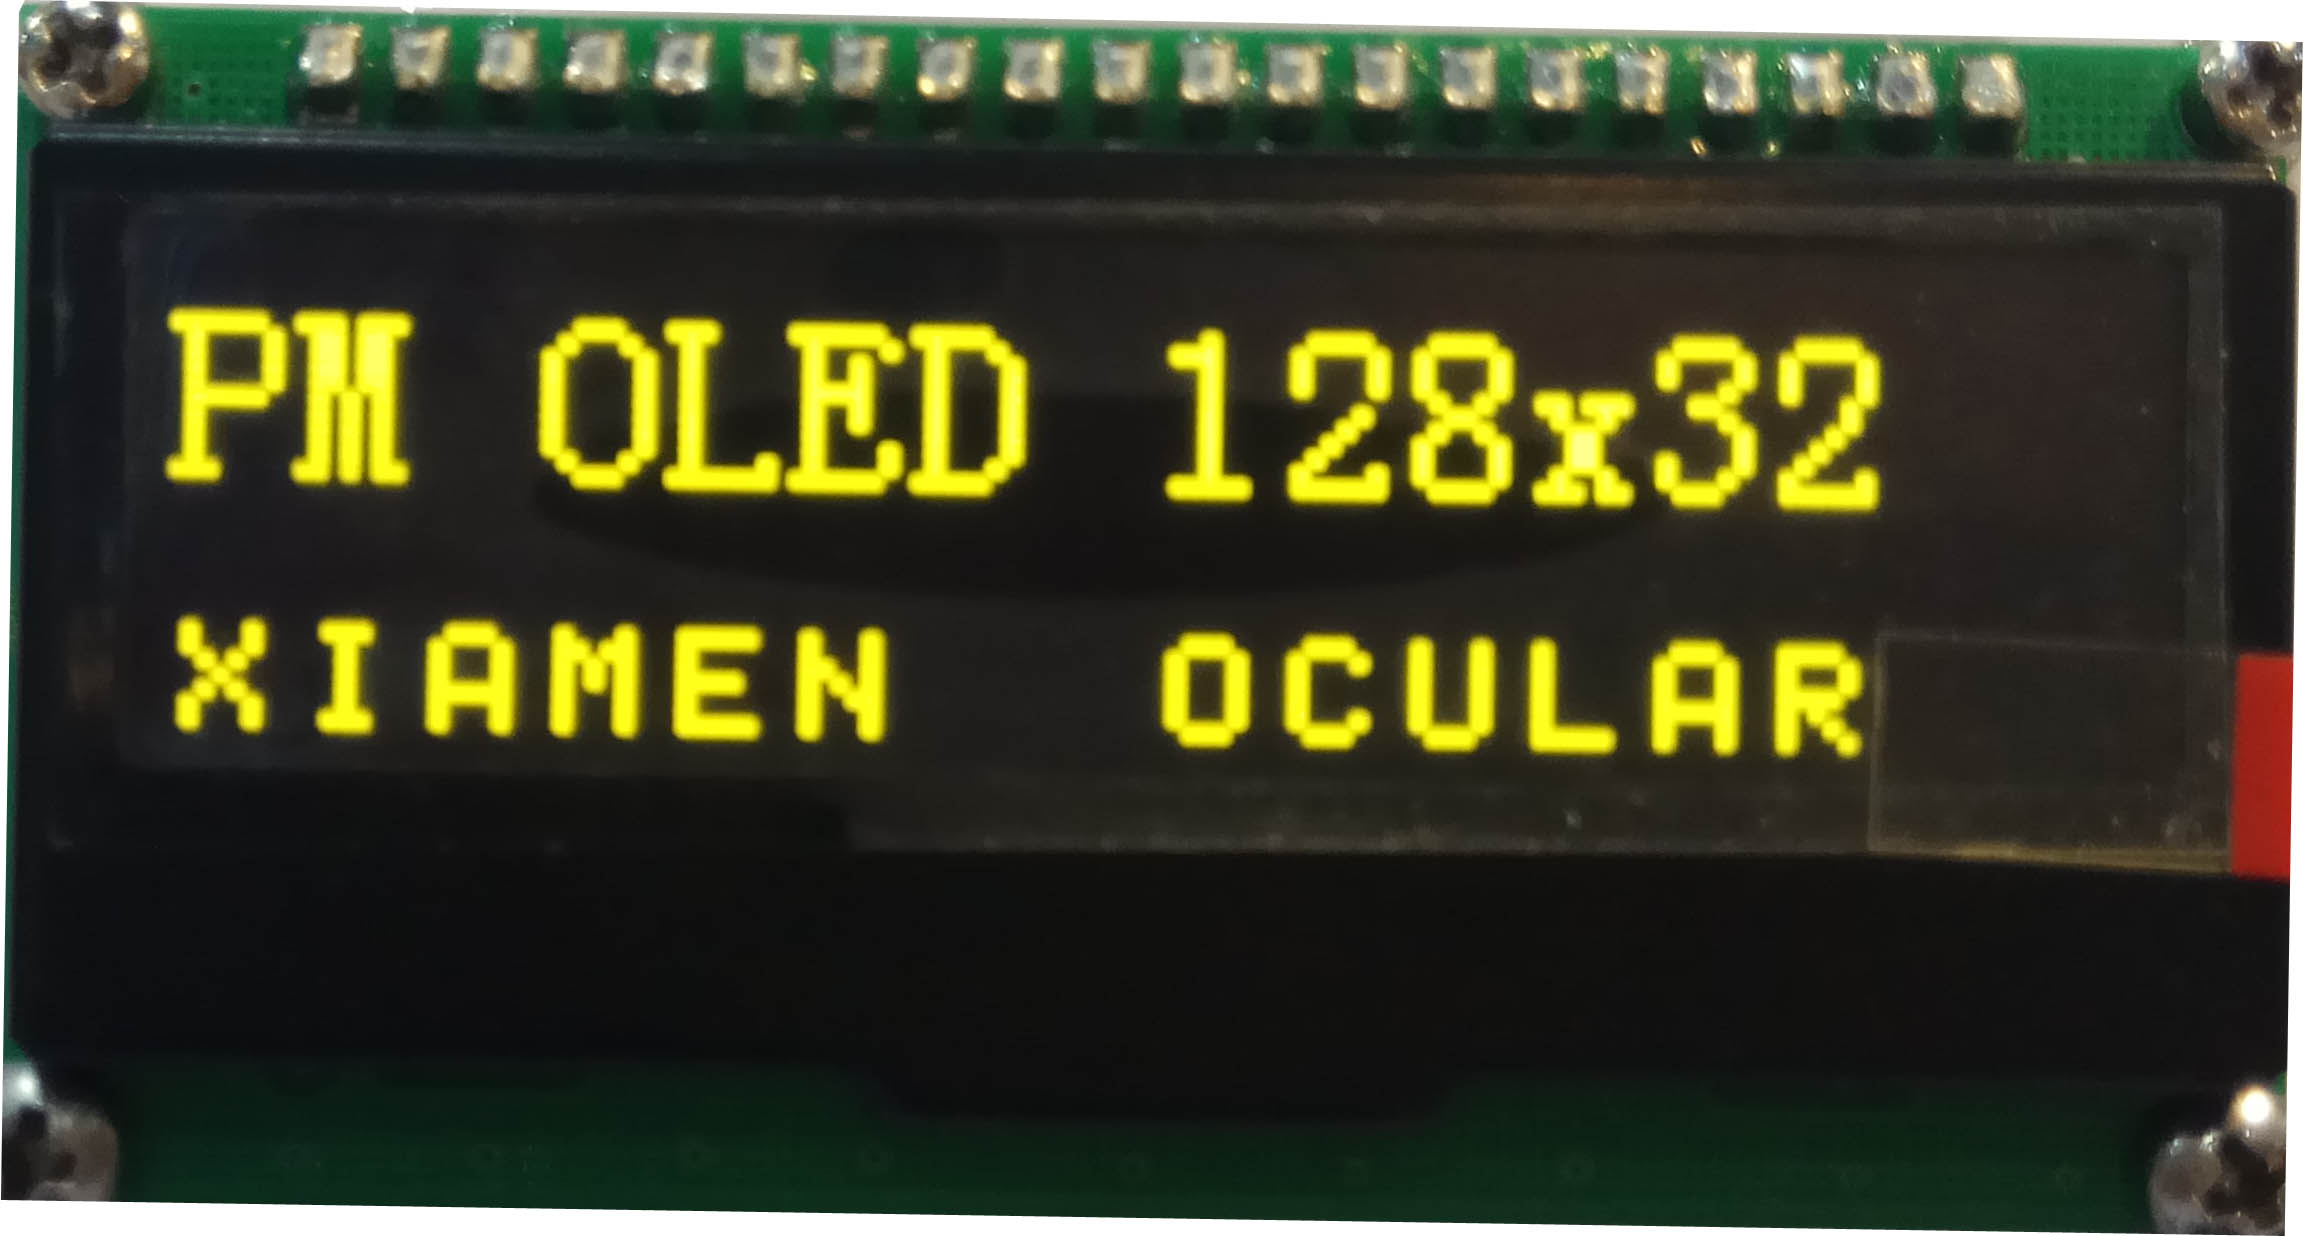 PM OLED 128x32
XIAMEN OCULAR